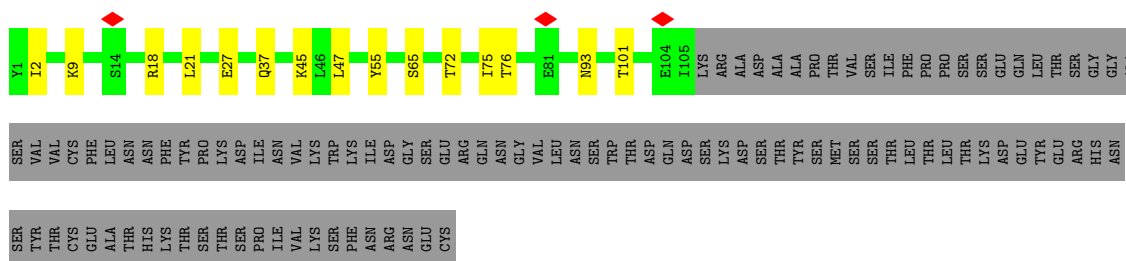 Y1 I2 K9 S14 R18 L21 E27 Q37 K45 L46 L47 Y55 S65 T72 I75 T76 E81 N93 T101 E104 I105 LYS ARG ALA ASP ALA ALA PRO THR VAL SER ILE PHE PRO PRO SER SER GLU GLN LEU THR SER GLY GLY
SER VAL VAL CYS PHE LEU ASN ASN PHE TYR PRO LYS ASP ILE ASN VAL LYS TRP LYS ILE ASP GLY SER GLU ARG GLN ASN GLY VAL LEU ASN SER TRP THR ASP GLN ASP SER LYS ASP SER THR TYR SER MET SER SER THR LEU THR LEU THR LYS ASP GLU TYR GLU ARG HIS ASN
SER TYR THR CYS GLU ALA THR HIS LYS THR SER THR SER PRO ILE VAL LYS SER PHE ASN ARG ASN GLU CYS